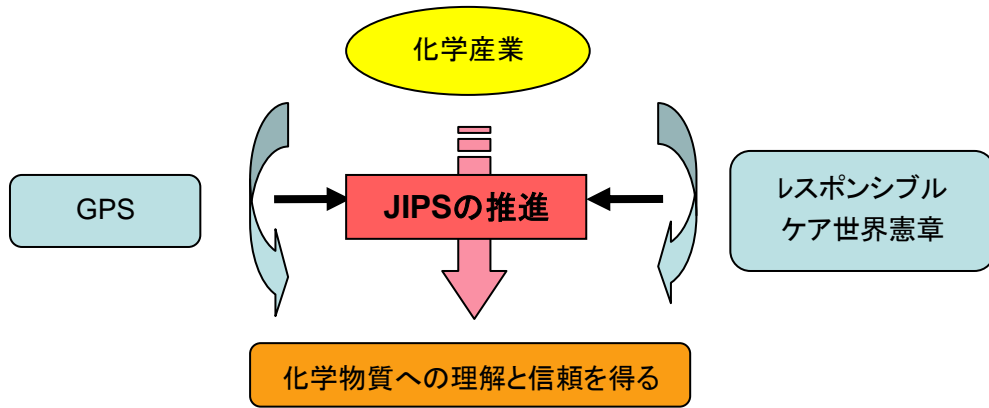 化学産業
GPS
JIPSの推進
レスポンシブル
ケア世界憲章
化学物質への理解と信頼を得る